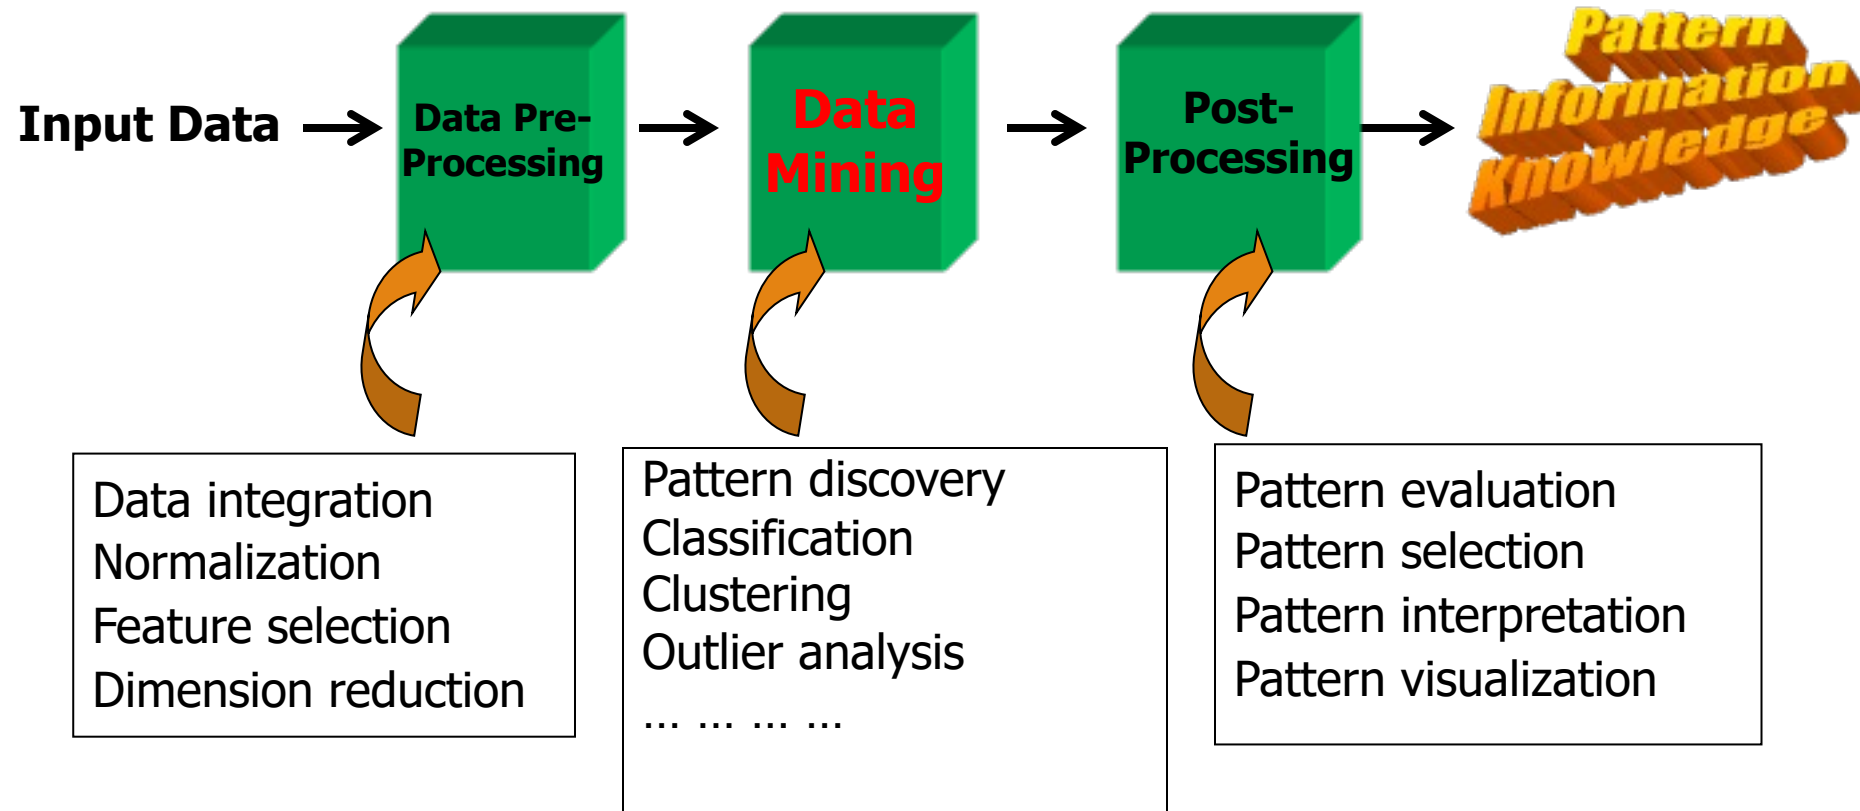 Input Data
Data Pre-
Processing
Data
Mining
Post-
Processing
Pattern
Information
Knowledge
Data integration
Normalization
Feature selection
Dimension reduction
Pattern discovery
Classification
Clustering
Outlier analysis
... ... ... ...
Pattern evaluation
Pattern selection
Pattern interpretation
Pattern visualization